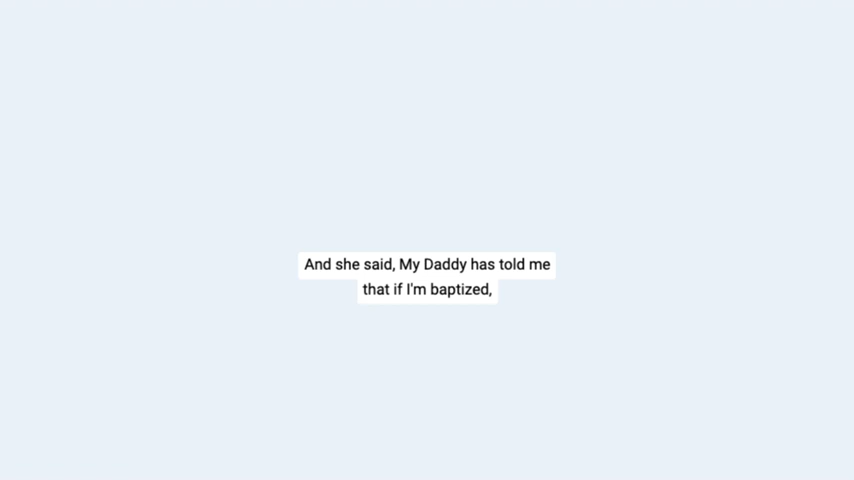 And she said, My Daddy has told me
that if I'm baptized,